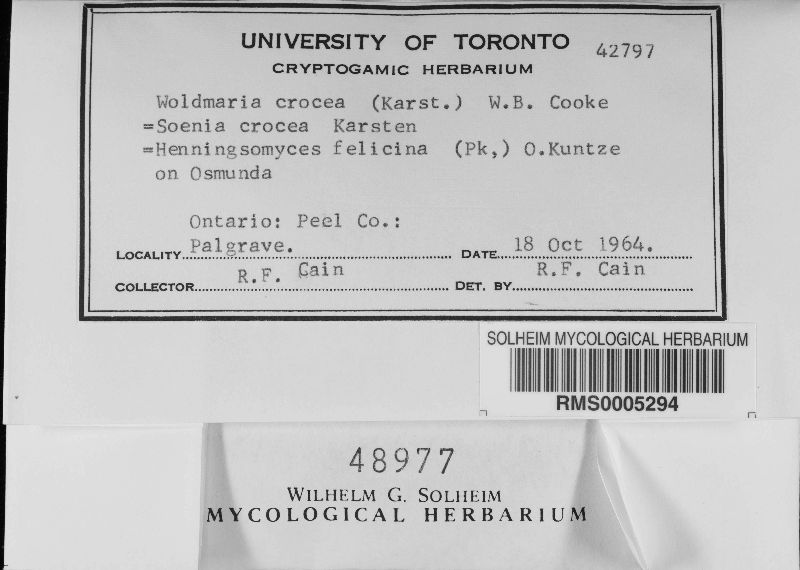 UNIVERSITY OF TORONTO 42797
CRYPTOGAMIC HERBARIUM
Woldmaria crocea (Karst.) W.B. Cooke
=Soenia crocea Karsten
=Henningsomyces felicina (Pk,) O.Kuntze
on Osmunda
Ontario: Peel Co.:
LOCALITY Palgrave. DATE 18 Oct 1964.
COLLECTOR R.F. Cain DET. BY R.F. Cain
SOLHEIM MYCOLOGICAL HERBARIUM
RMS0005294
48977
WILHELM G. SOLHEIM
MYCOLOGICAL HERBARIUM